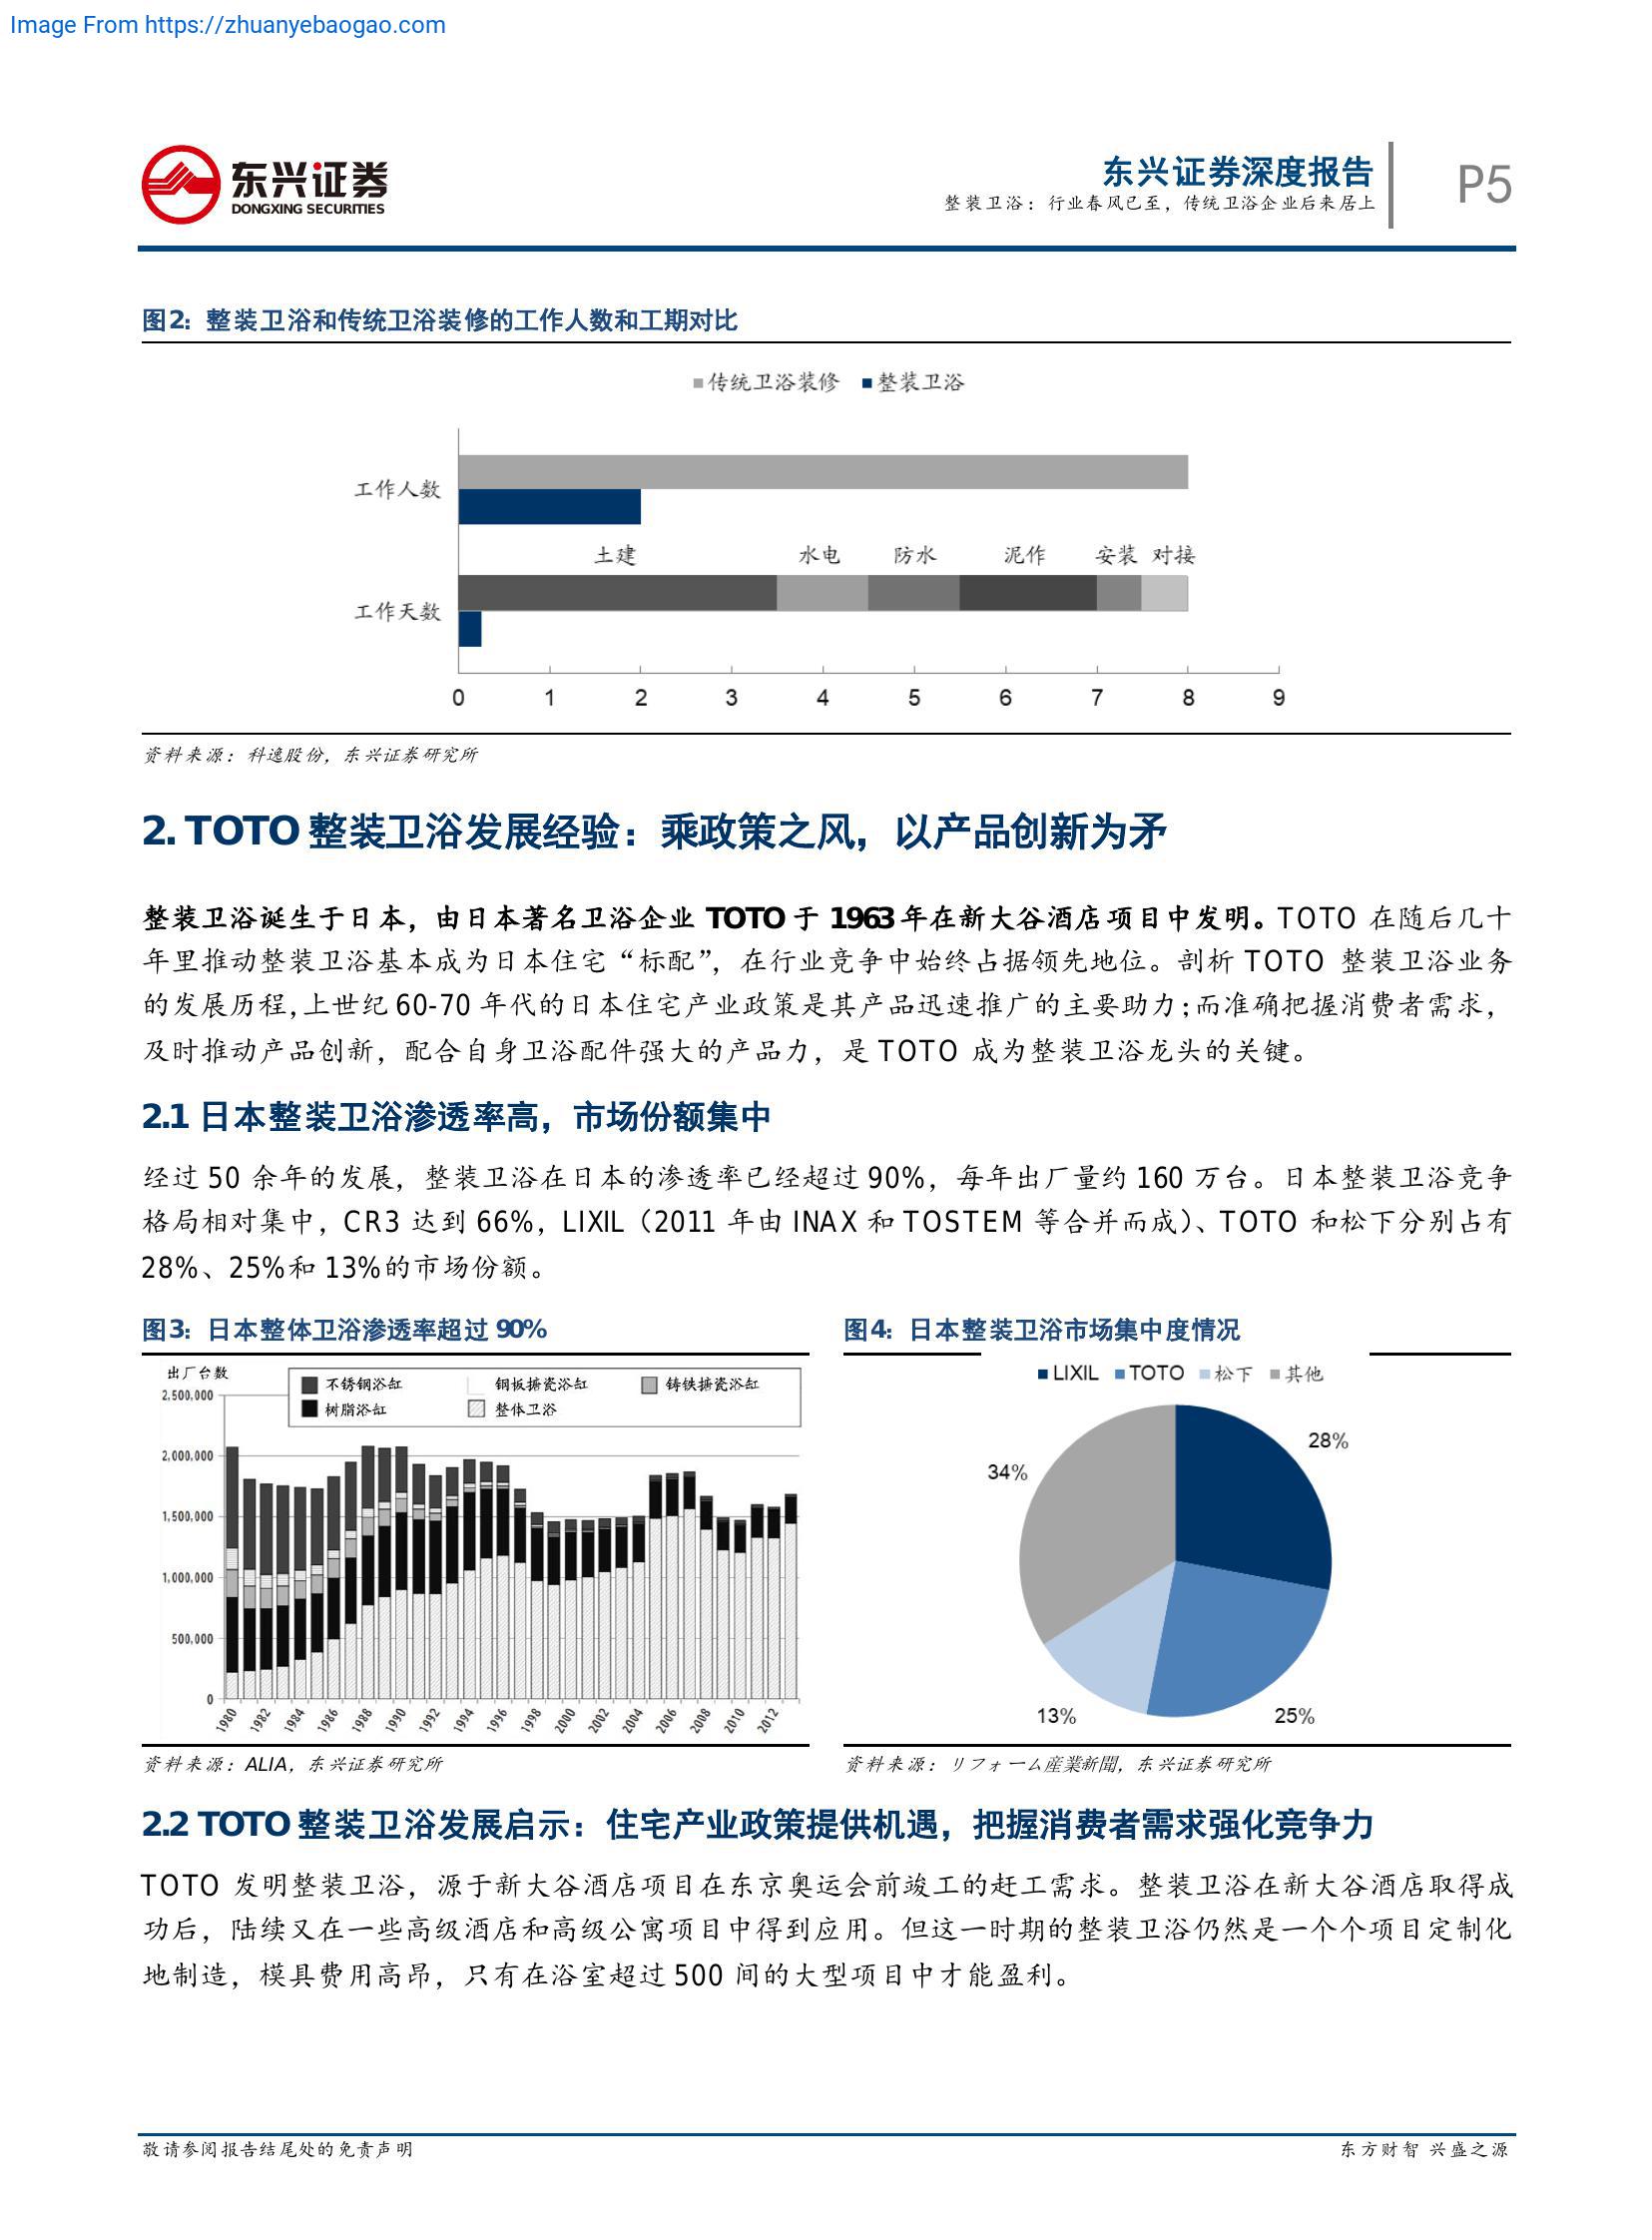 Image From https://zhuanyebaogao.com
东兴证券
DONGXING SECURITIES
东兴证券深度报告
整装卫浴：行业春风已至，传统卫浴企业后来居上
P5
图2：整装卫浴和传统卫浴装修的工作人数和工期对比
传统卫浴装修 整装卫浴
工作人数
土建 水电 防水 泥作 安装 对接
工作天数
0 1 2 3 4 5 6 7 8 9
资料来源：科逸股份，东兴证券研究所
2. TOTO 整装卫浴发展经验：乘政策之风，以产品创新为矛
整装卫浴诞生于日本，由日本著名卫浴企业 TOTO 于 1963 年在新大谷酒店项目中发明。TOTO 在随后几十
年里推动整装卫浴基本成为日本住宅“标配”，在行业竞争中始终占据领先地位。剖析 TOTO 整装卫浴业务
的发展历程，上世纪 60-70 年代的日本住宅产业政策是其产品迅速推广的主要助力；而准确把握消费者需求，
及时推动产品创新，配合自身卫浴配件强大的产品力，是 TOTO 成为整装卫浴龙头的关键。
2.1 日本整装卫浴渗透率高，市场份额集中
经过 50 余年的发展，整装卫浴在日本的渗透率已经超过 90%，每年出厂量约 160 万台。日本整装卫浴竞争
格局相对集中，CR3 达到 66%，LIXIL（2011 年由 INAX 和 TOSTEM 等合并而成）、TOTO 和松下分别占有
28%、25%和 13%的市场份额。
图3：日本整体卫浴渗透率超过 90%
出厂台数
不锈钢浴缸 钢板搪瓷浴缸 铸铁搪瓷浴缸
树脂浴缸 整体卫浴
2,500,000
2,000,000
1,500,000
1,000,000
500,000
0
1980 1982 1984 1986 1988 1990 1992 1994 1996 1998 2000 2002 2004 2006 2008 2010 2012
资料来源：ALIA，东兴证券研究所
图4：日本整装卫浴市场集中度情况
LIXIL TOTO 松下 其他
28%
34%
13%
25%
资料来源：リフォーム産業新聞，东兴证券研究所
2.2 TOTO 整装卫浴发展启示：住宅产业政策提供机遇，把握消费者需求强化竞争力
TOTO 发明整装卫浴，源于新大谷酒店项目在东京奥运会前竣工的赶工需求。整装卫浴在新大谷酒店取得成
功后，陆续又在一些高级酒店和高级公寓项目中得到应用。但这一时期的整装卫浴仍然是一个个项目定制化
地制造，模具费用高昂，只有在浴室超过 500 间的大型项目中才能盈利。
敬请参阅报告结尾处的免责声明
东方财智 兴盛之源